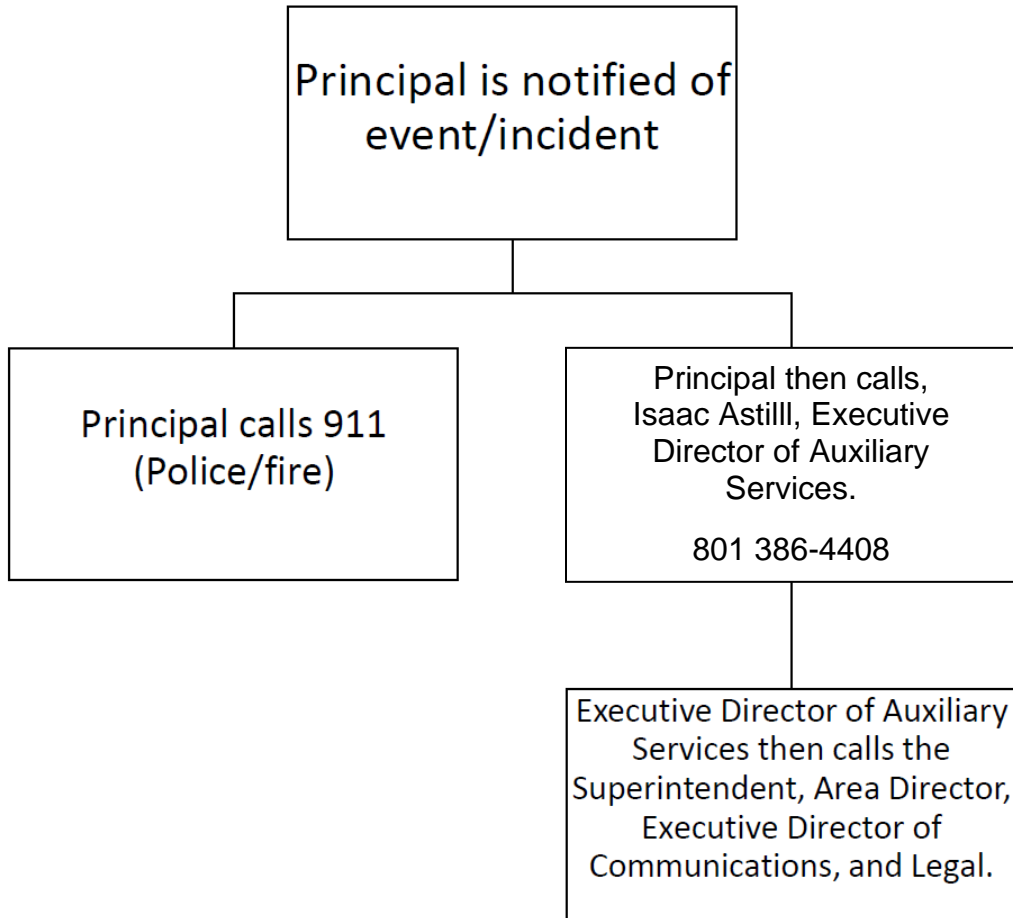 Principal is notified of
event/incident
Principal calls 911
(Police/fire)
Principal then calls,
Isaac Astilll, Executive
Director of Auxiliary
Services.
801 386-4408
Executive Director of Auxiliary
Services then calls the
Superintendent, Area Director,
Executive Director of
Communications, and Legal.